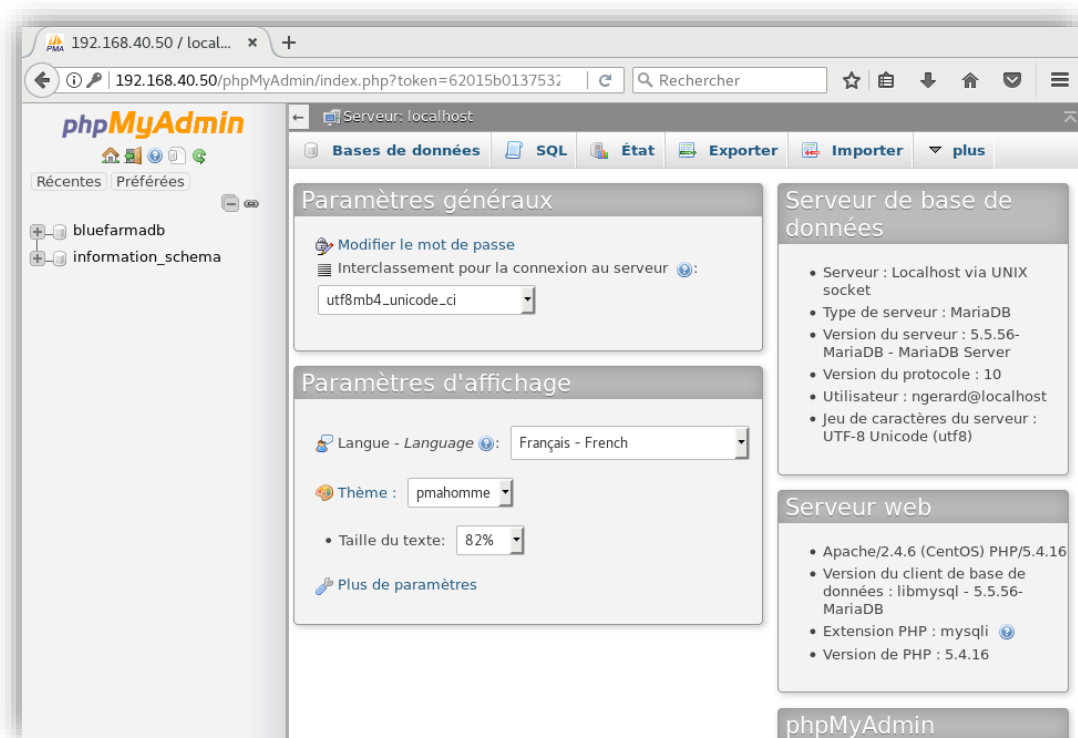 192.168.40.50 / local...
192.168.40.50/phpMyAdmin/index.php?token=62015b0137532
Rechercher
phpMyAdmin
Récentes Préférées
bluefarmadb
information_schema
Serveur: localhost
Bases de données SQL État Exporter Importer plus
Paramètres généraux
Modifier le mot de passe
Interclassement pour la connexion au serveur :
utf8mb4_unicode_ci
Paramètres d'affichage
Langue - Language : Français - French
Thème : pmahomme
• Taille du texte: 82%
Plus de paramètres
Serveur de base de
données
• Serveur : Localhost via UNIX
socket
• Type de serveur : MariaDB
• Version du serveur : 5.5.56-
MariaDB - MariaDB Server
• Version du protocole : 10
• Utilisateur : ngerard@localhost
• Jeu de caractères du serveur :
UTF-8 Unicode (utf8)
Serveur web
• Apache/2.4.6 (CentOS) PHP/5.4.16
• Version du client de base de
données : libmysql - 5.5.56-
MariaDB
• Extension PHP : mysqli
• Version de PHP : 5.4.16
phpMyAdmin